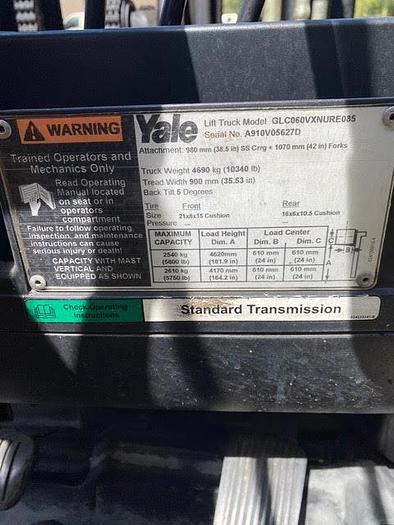 WARNING
Trained Operators and
Mechanics Only
Read Operating
Manual located
on seat or in
operators
compartment
Failure to follow operating,
inspection, and maintenance
instructions can cause
serious injury or death!
CAPACITY WITH MAST
VERTICAL AND
EQUIPPED AS SHOWN
Yale
Lift Truck Model GLC060VXNURE085
Serial No. A910V05627D
Attachment: 980 mm (38.5 in) SS Crrg + 1070 mm (42 in) Forks
Truck Weight 4690 kg (10340 lb)
Tread Width 900 mm (35.53 in)
Back Tilt 5 Degrees
Tire Front Rear
Size 21x8x15 Cushion 16x6x10.5 Cushion
Pressure — —
MAXIMUM CAPACITY Load Height Dim. A Load Center Dim. B Dim. C
2540 kg (5600 lb) 4620mm (181.9 in) 610 mm (24 in) 610 mm (24 in)
2610 kg (5750 lb) 4170 mm (164.2 in) 610 mm (24 in) 610 mm (24 in)
C
B
A
Check Operating
Instructions
Standard Transmission